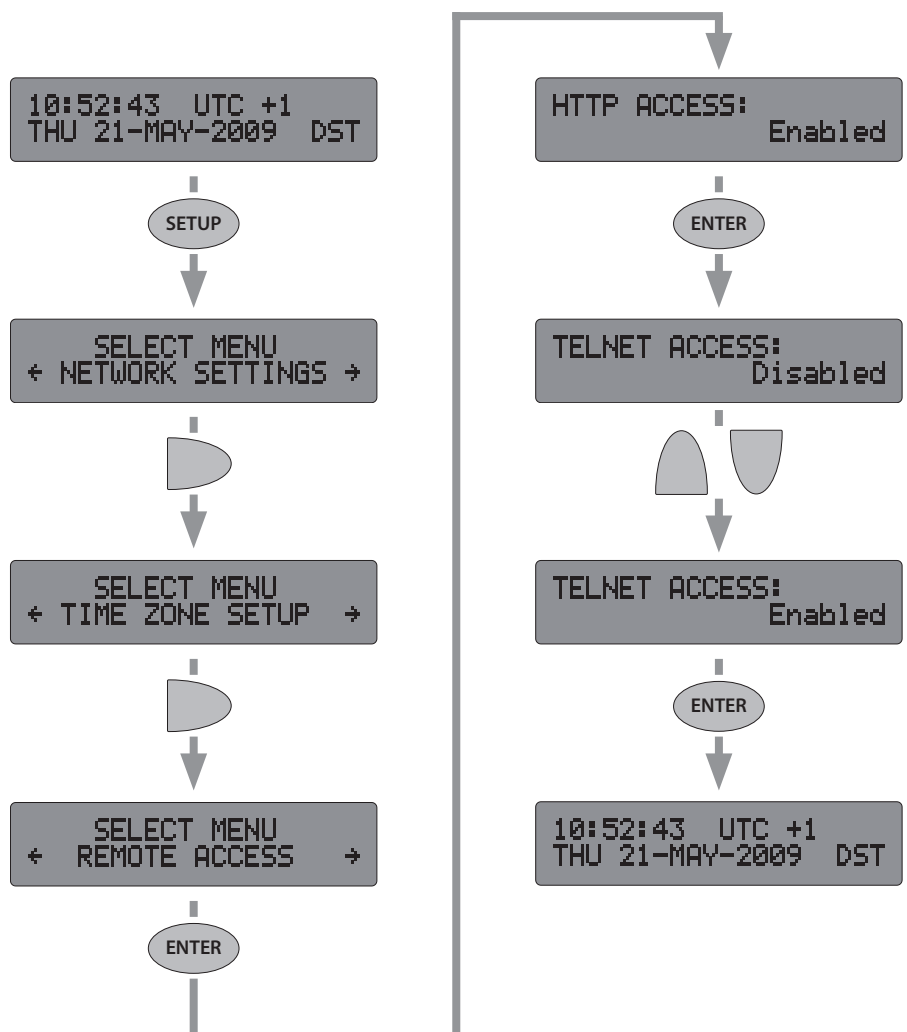 10:52:43 UTC +1
THU 21-MAY-2009 DST
SETUP
SELECT MENU
← NETWORK SETTINGS →
SELECT MENU
← TIME ZONE SETUP →
SELECT MENU
← REMOTE ACCESS →
ENTER
HTTP ACCESS:
Enabled
ENTER
TELNET ACCESS:
Disabled
TELNET ACCESS:
Enabled
ENTER
10:52:43 UTC +1
THU 21-MAY-2009 DST